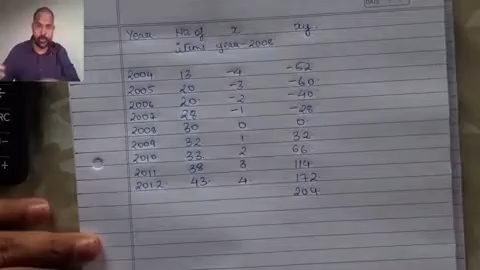 Year No of x xy.
items year-2008
2004 13 -4 -52
2005 20 -3 -60
2006 20 -2 -40
2007 28 -1 -28
2008 30 0 0
2009 32 1 32
2010 33 2 66
2011 38 3 114
2012 43 4 172
204
RC
+